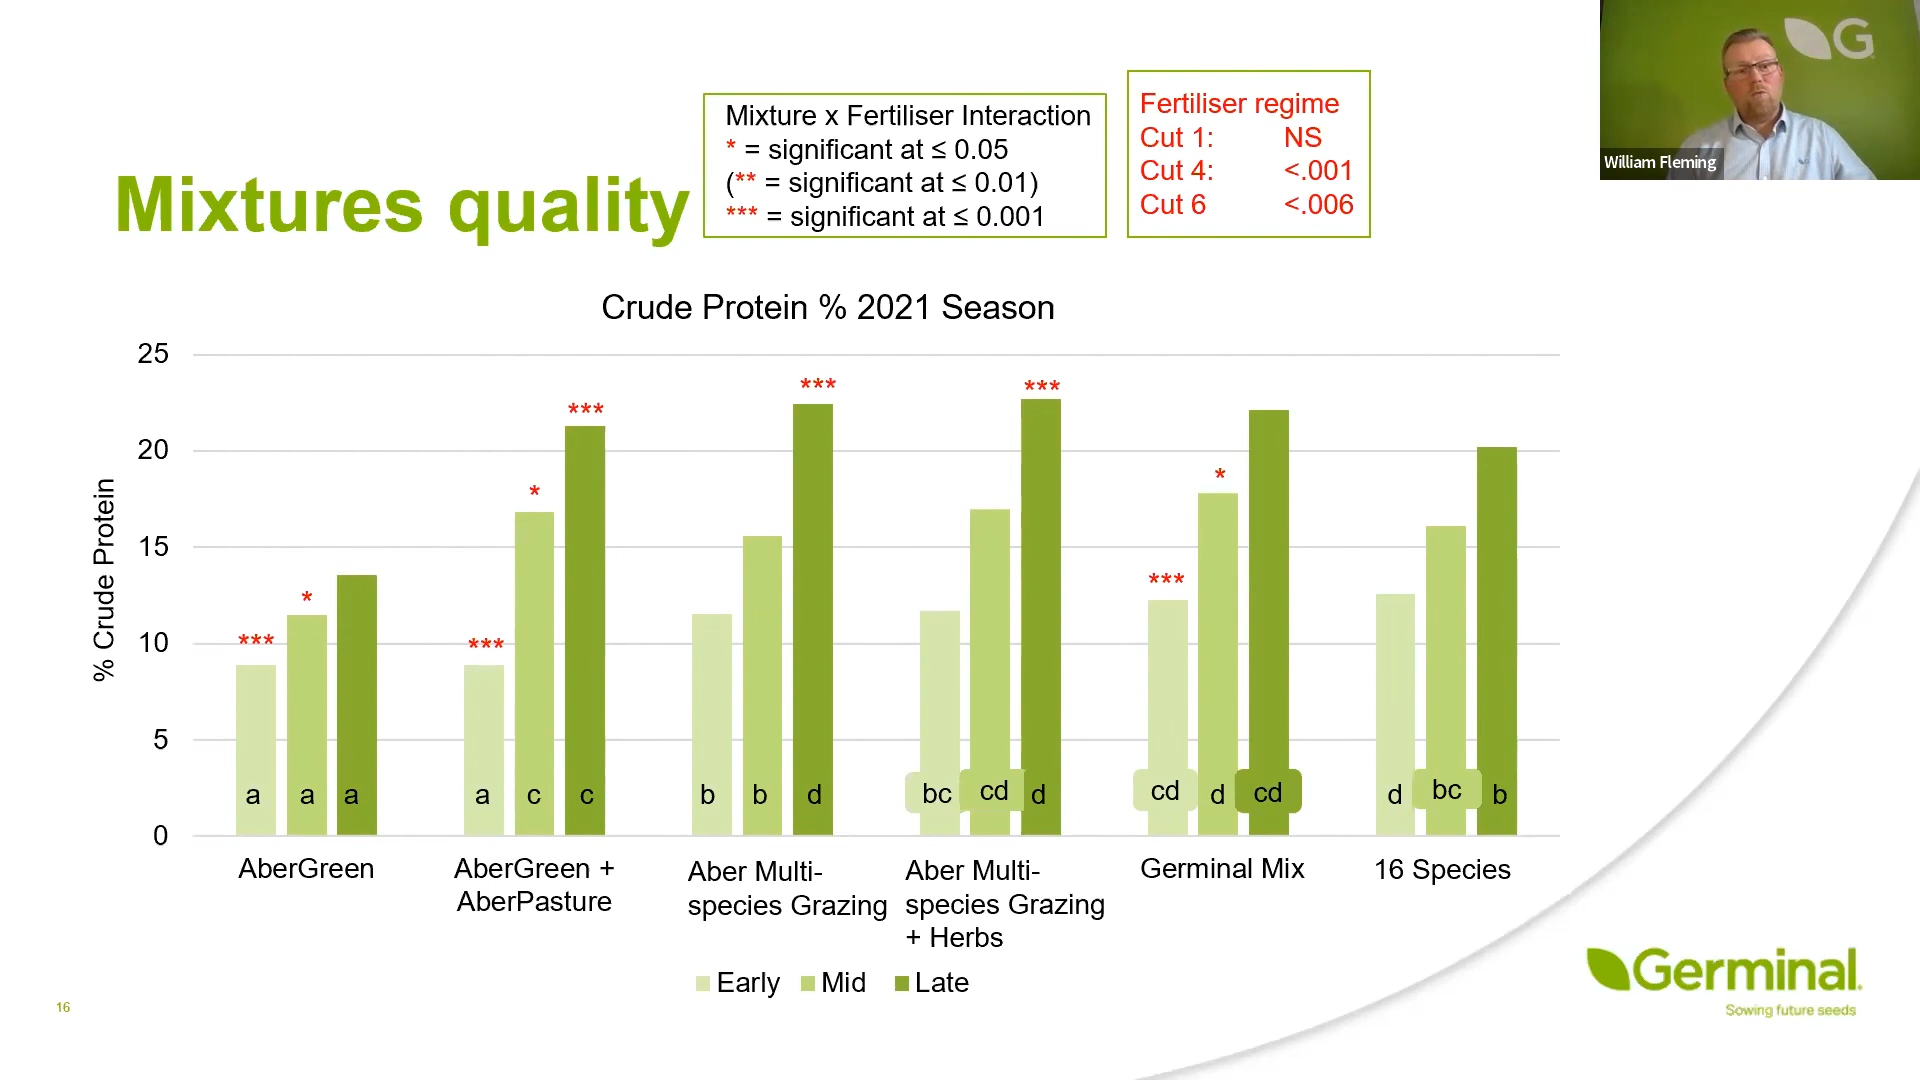 G
William Fleming
Mixtures quality
Mixture x Fertiliser Interaction
* = significant at ≤ 0.05
(** = significant at ≤ 0.01)
*** = significant at ≤ 0.001
Fertiliser regime
Cut 1: NS
Cut 4: <.001
Cut 6 <.006
Crude Protein % 2021 Season
% Crude Protein
25
20
15
10
5
0
*** * 
*** * ***
***
***
*** *
a a a
a c c
b b d
bc cd d
cd d cd
d bc b
AberGreen
AberGreen +
AberPasture
Aber Multi-
species Grazing
Aber Multi-
species Grazing
+ Herbs
Germinal Mix
16 Species
Early Mid Late
Germinal.
Sowing future seeds
16